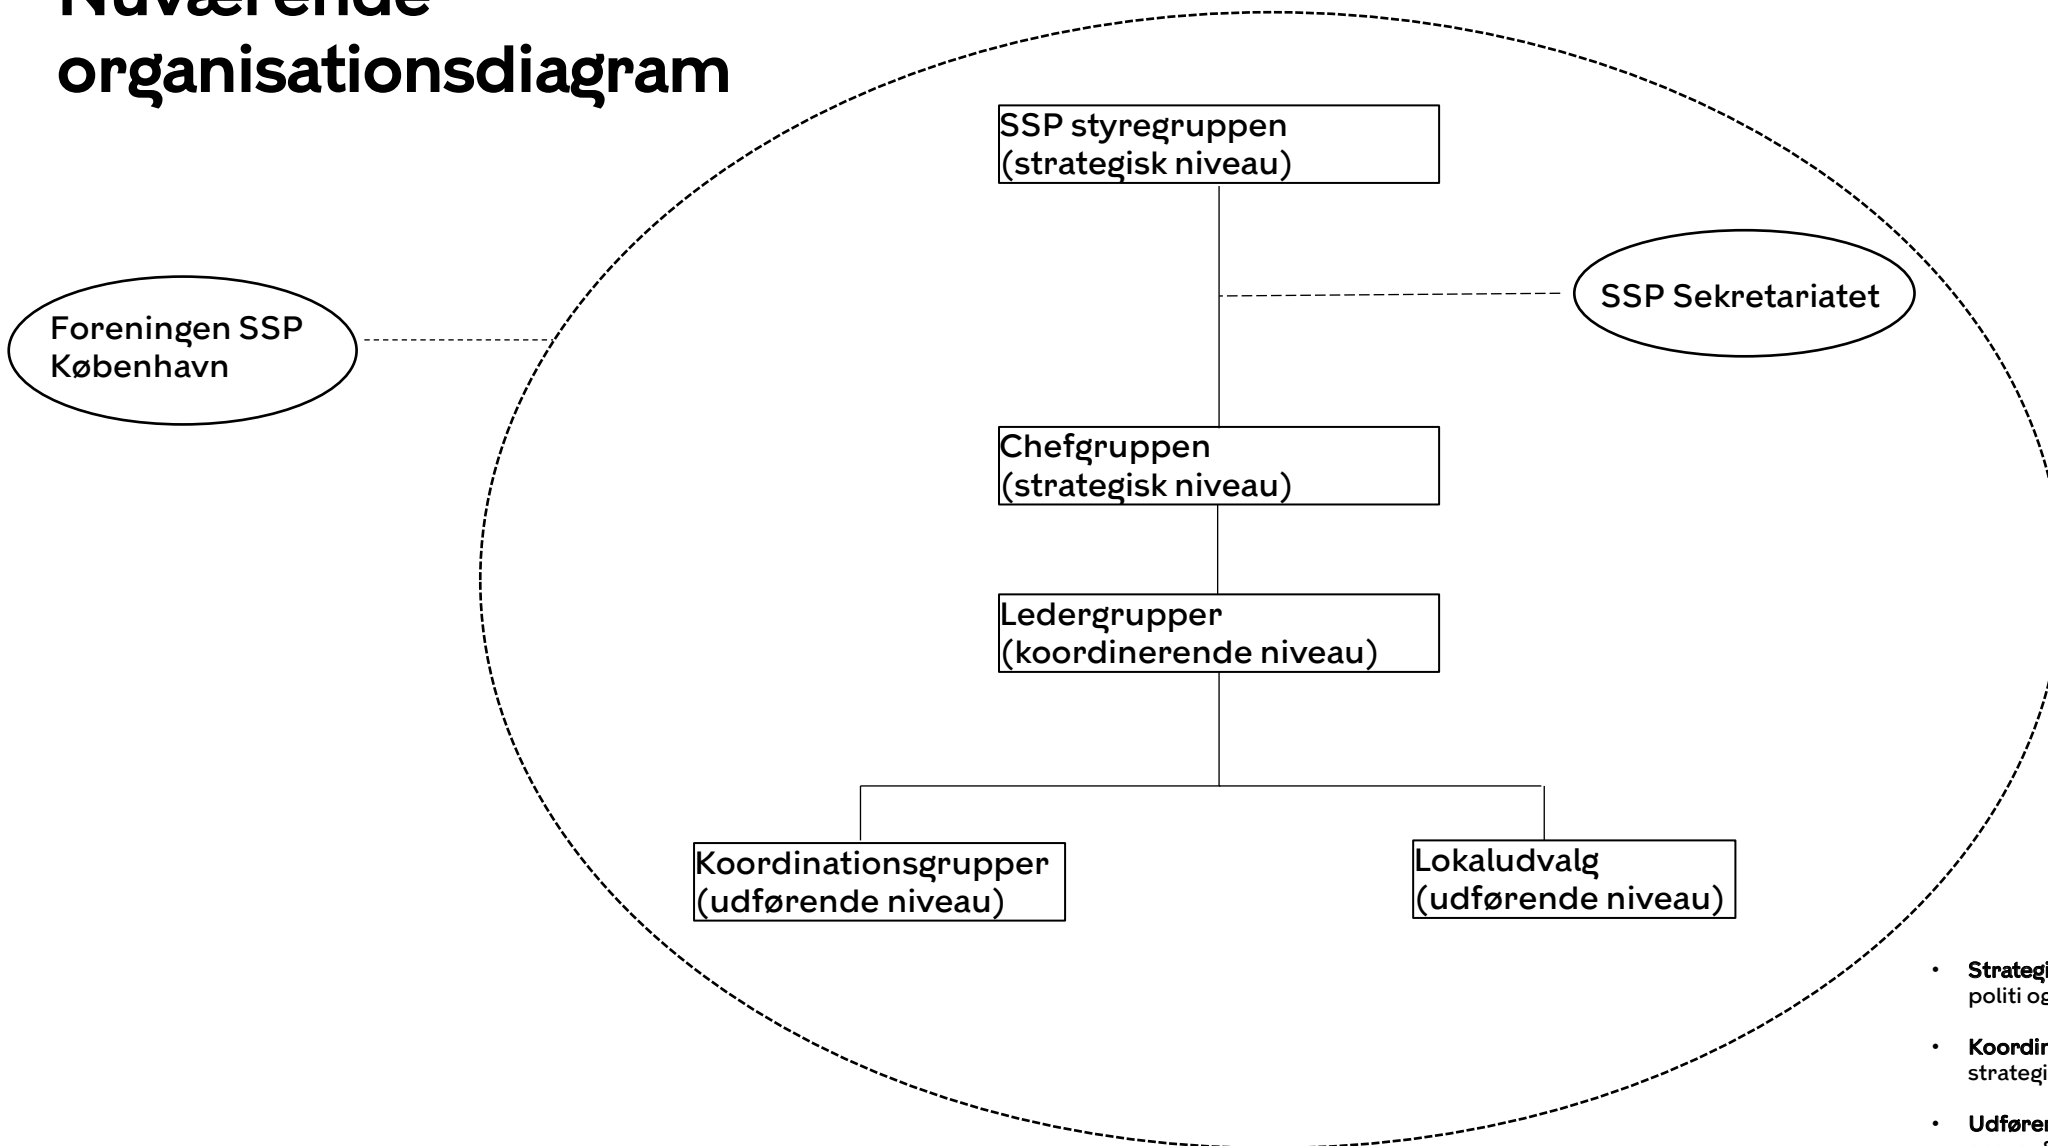 Nuværende
organisationsdiagram
SSP styregruppen
(strategisk niveau)
SSP Sekretariatet
Foreningen SSP
København
Chefgruppen
(strategisk niveau)
Ledergrupper
(koordinerende niveau)
Koordinationsgrupper
(udførende niveau)
Lokaludvalg
(udførende niveau)
• politi
•
•